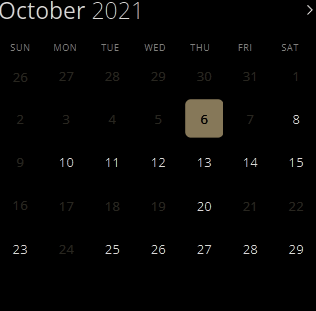 October 2021
SUN MON TUE WED THU FRI SAT
26 27 28 29 30 31 1
2 3 4 5 6 7 8
9 10 11 12 13 14 15
16 17 18 19 20 21 22
23 24 25 26 27 28 29